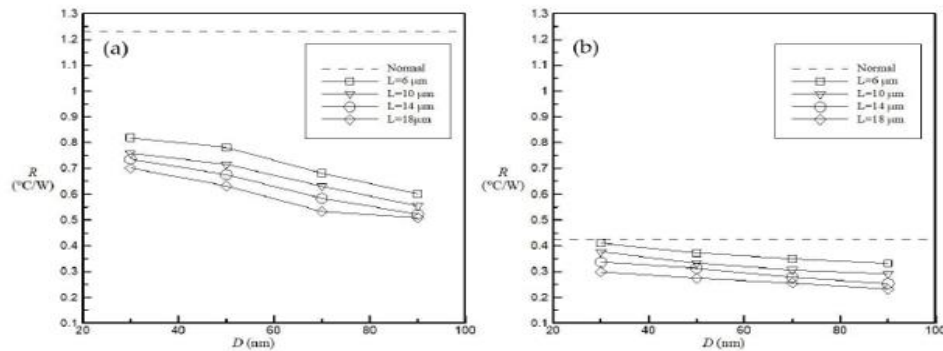 1.3
1.2
1.1
1
0.9
0.8
0.7
R
(°C/W)
0.6
0.5
0.4
0.3
0.2
0.1
20
40
60
80
100
D (nm)
(a)
Normal
L=6 μm
L=10 μm
L=14 μm
L=18μm
1.3
1.2
1.1
1
0.9
0.8
0.7
R
(°C/W)
0.6
0.5
0.4
0.3
0.2
0.1
20
40
60
80
100
D (nm)
(b)
Normal
L=6 μm
L=10 μm
L=14 μm
L=18 μm